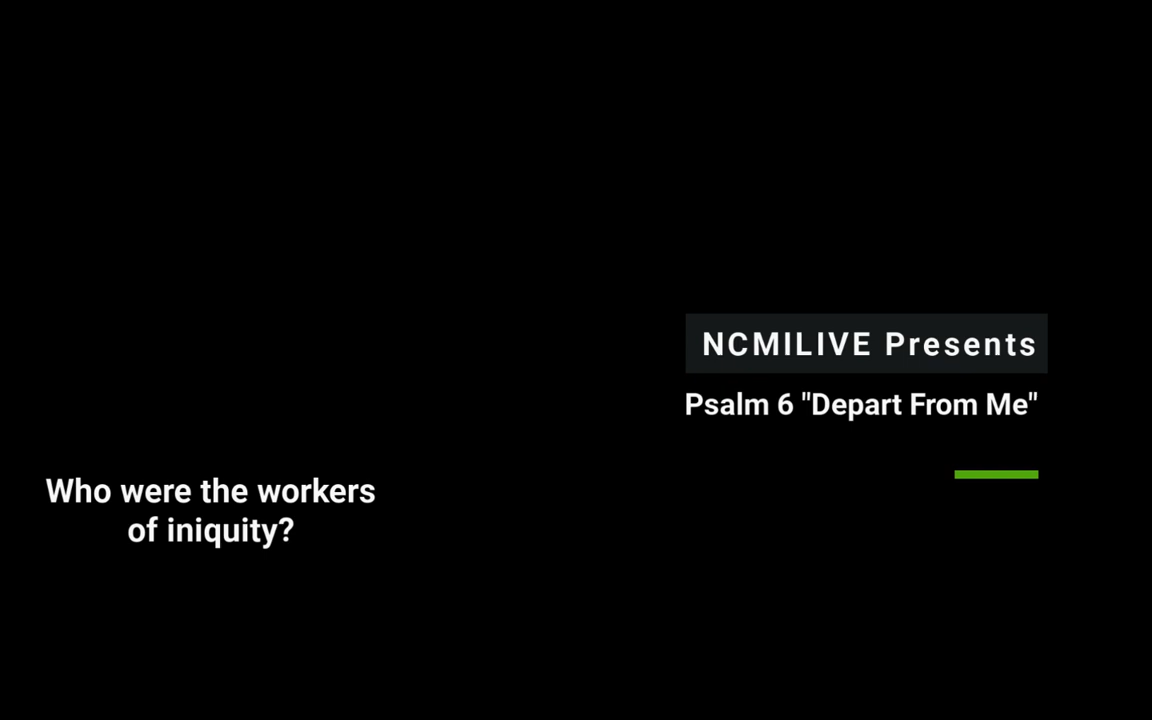 NCMILIVE Presents
Psalm 6 "Depart From Me"
Who were the workers
of iniquity?